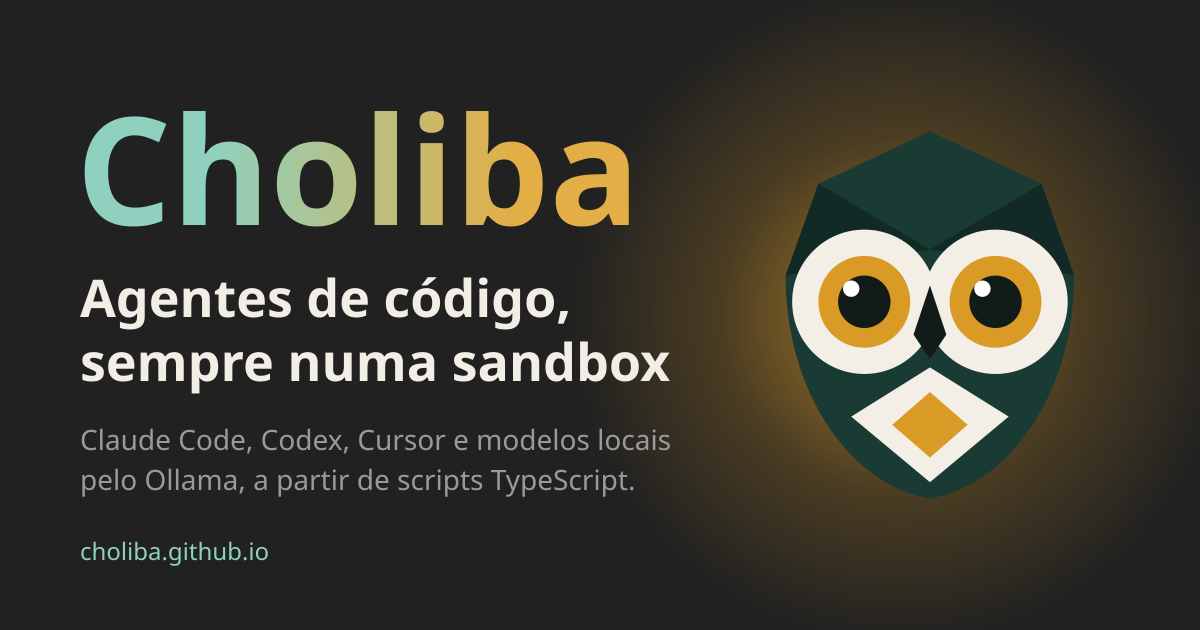 Choliba
Agentes de código,
sempre numa sandbox
Claude Code, Codex, Cursor e modelos locais
pelo Ollama, a partir de scripts TypeScript.
choliba.github.io